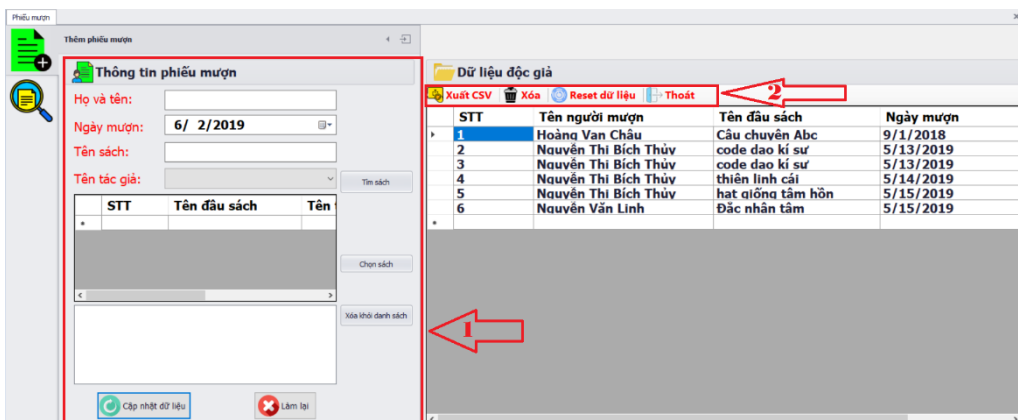 Phiếu mượn
Thêm phiếu mượn
Thông tin phiếu mượn
Họ và tên:
Ngày mượn: 6/ 2/2019
Tên sách:
Tên tác giả:
Tìm sách
STT Tên đầu sách Tên
Chọn sách
Xóa khỏi danh sách
Cập nhật dữ liệu Làm lại
1
Dữ liệu độc giả
Xuất CSV Xóa Reset dữ liệu Thoát
2
STT Tên người mượn Tên đầu sách Ngày mượn
1 Hoàng Van Châu Câu chuyên Abc 9/1/2018
2 Nguyễn Thi Bích Thủy code dao kí sư 5/13/2019
3 Nguyễn Thi Bích Thủy code dao kí sư 5/13/2019
4 Nguyễn Thi Bích Thủy thiên linh cái 5/14/2019
5 Nguyễn Thi Bích Thủy hat giống tâm hồn 5/15/2019
6 Nguyễn Văn Linh Đắc nhân tâm 5/15/2019